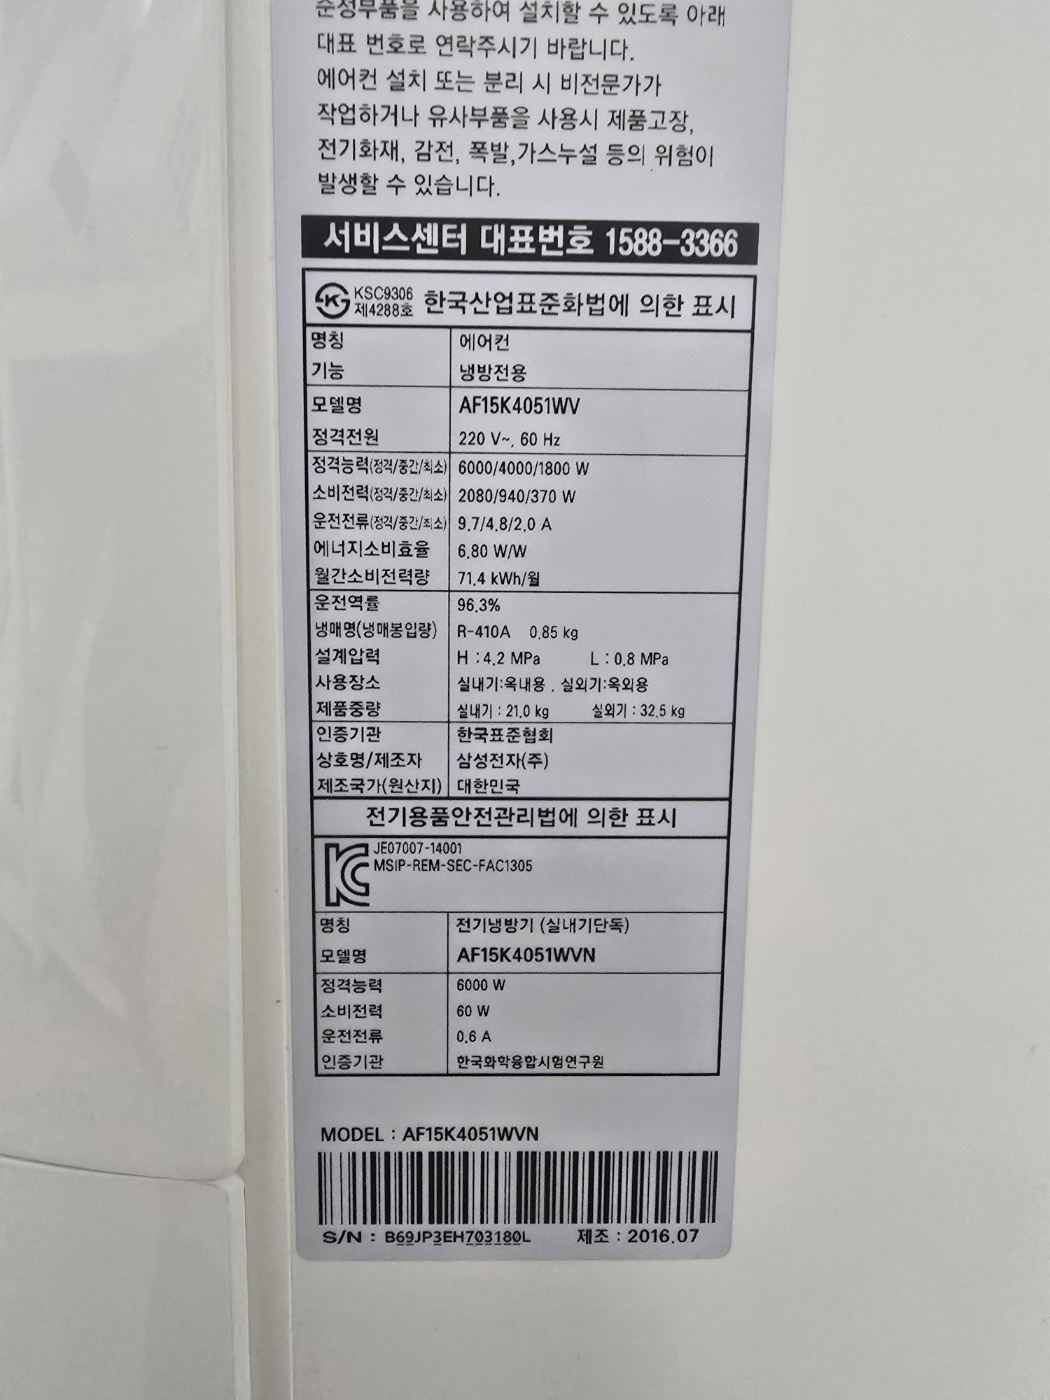 순정부품을 사용하여 설치할 수 있도록 아래
대표 번호로 연락주시기 바랍니다.
에어컨 설치 또는 분리 시 비전문가가
작업하거나 유사부품을 사용시 제품고장,
전기화재, 감전, 폭발,가스누설 등의 위험이
발생할 수 있습니다.
서비스센터 대표번호 1588-3366
KSC9306
제4288호
한국산업표준화법에 의한 표시
명칭 에어컨
기능 냉방전용
모델명 AF15K4051WV
정격전원 220 V~, 60 Hz
정격능력(정격/중간/최소) 6000/4000/1800 W
소비전력(정격/중간/최소) 2080/940/370 W
운전전류(정격/중간/최소) 9.7/4.8/2.0 A
에너지소비효율 6.80 W/W
월간소비전력량 71.4 kWh/월
운전역률 96.3%
냉매명(냉매봉입량) R-410A 0.85 kg
설계압력 H : 4.2 MPa L : 0.8 MPa
사용장소 실내기:옥내용 , 실외기:옥외용
제품중량 실내기 : 21.0 kg 실외기 : 32.5 kg
인증기관 한국표준협회
상호명/제조자 삼성전자(주)
제조국가(원산지) 대한민국
전기용품안전관리법에 의한 표시
JE07007-14001
MSIP-REM-SEC-FAC1305
명칭 전기냉방기 (실내기단독)
모델명 AF15K4051WVN
정격능력 6000 W
소비전력 60 W
운전전류 0.6 A
인증기관 한국화학융합시험연구원
MODEL : AF15K4051WVN
S/N : B69JP3EH703180L 제조 : 2016.07